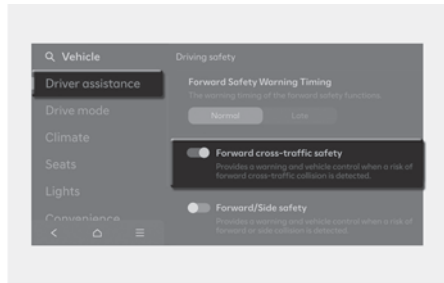 Vehicle
Driving safety
Driver assistance
Forward Safety Warning Timing
The warning timing of the forward safety functions.
Drive mode
Normal
Late
Climate
Forward cross-traffic safety
Provides a warning and vehicle control when a risk of
forward cross-traffic collision is detected.
Seats
Lights
Forward/Side safety
Provides a warning and vehicle control when a risk of
forward or side collision is detected.
Convenience